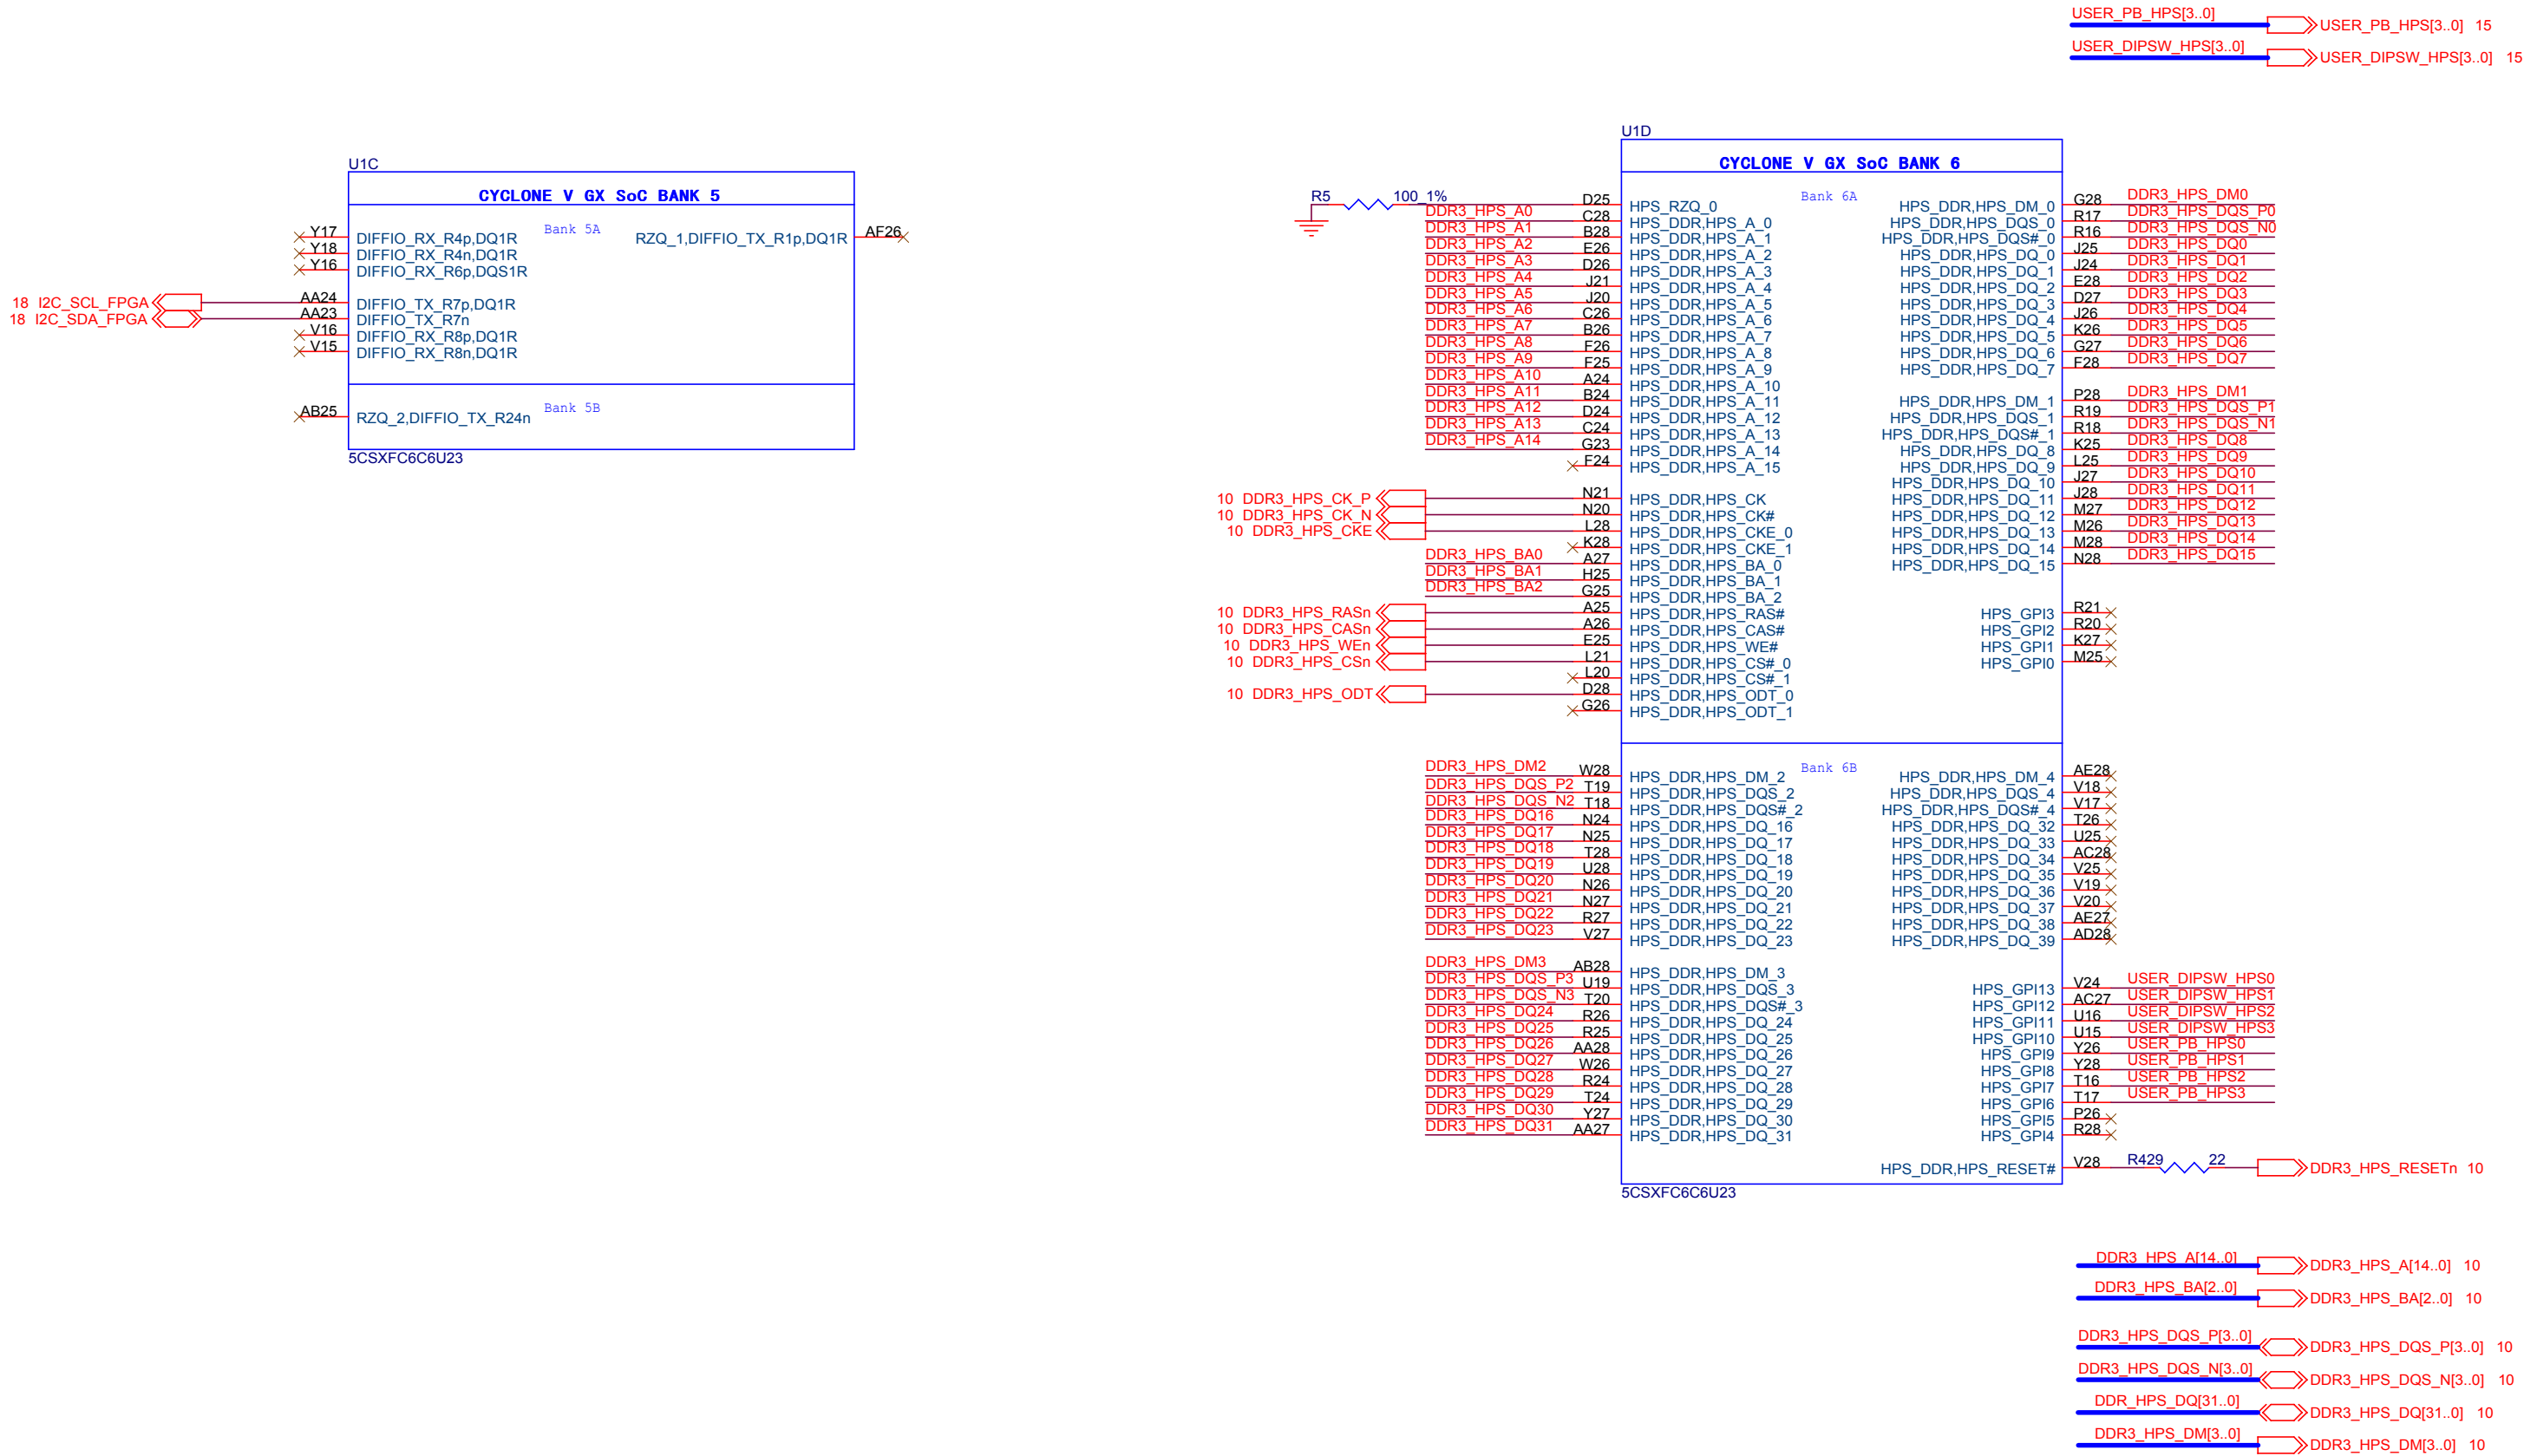 USER_PB_HPS[3..0]
USER_PB_HPS[3..0] 15
USER_DIPSW_HPS[3..0]
USER_DIPSW_HPS[3..0] 15
U1C
CYCLONE V GX SoC BANK 5
Bank 5A
Y17 DIFFIO_RX_R4p,DQ1R RZQ_1,DIFFIO_TX_R1p,DQ1R AF26
Y18 DIFFIO_RX_R4n,DQ1R
Y16 DIFFIO_RX_R6p,DQS1R
18 I2C_SCL_FPGA AA24 DIFFIO_TX_R7p,DQ1R
18 I2C_SDA_FPGA AA23 DIFFIO_TX_R7n
V16 DIFFIO_RX_R8p,DQ1R
V15 DIFFIO_RX_R8n,DQ1R
Bank 5B
AB25 RZQ_2,DIFFIO_TX_R24n
5CSXFC6C6U23
U1D
CYCLONE V GX SoC BANK 6
Bank 6A
R5 100_1% D25 HPS_RZQ_0
DDR3_HPS_A0 C28 HPS_DDR,HPS_A_0
DDR3_HPS_A1 B28 HPS_DDR,HPS_A_1
DDR3_HPS_A2 E26 HPS_DDR,HPS_A_2
DDR3_HPS_A3 D26 HPS_DDR,HPS_A_3
DDR3_HPS_A4 J21 HPS_DDR,HPS_A_4
DDR3_HPS_A5 J20 HPS_DDR,HPS_A_5
DDR3_HPS_A6 C26 HPS_DDR,HPS_A_6
DDR3_HPS_A7 B26 HPS_DDR,HPS_A_7
DDR3_HPS_A8 F26 HPS_DDR,HPS_A_8
DDR3_HPS_A9 F25 HPS_DDR,HPS_A_9
DDR3_HPS_A10 A24 HPS_DDR,HPS_A_10
DDR3_HPS_A11 B24 HPS_DDR,HPS_A_11
DDR3_HPS_A12 D24 HPS_DDR,HPS_A_12
DDR3_HPS_A13 C24 HPS_DDR,HPS_A_13
DDR3_HPS_A14 G23 HPS_DDR,HPS_A_14
F24 HPS_DDR,HPS_A_15
10 DDR3_HPS_CK_P N21 HPS_DDR,HPS_CK
10 DDR3_HPS_CK_N N20 HPS_DDR,HPS_CK#
10 DDR3_HPS_CKE L28 HPS_DDR,HPS_CKE_0
K28 HPS_DDR,HPS_CKE_1
DDR3_HPS_BA0 A27 HPS_DDR,HPS_BA_0
DDR3_HPS_BA1 H25 HPS_DDR,HPS_BA_1
DDR3_HPS_BA2 G25 HPS_DDR,HPS_BA_2
10 DDR3_HPS_RASn A25 HPS_DDR,HPS_RAS#
10 DDR3_HPS_CASn A26 HPS_DDR,HPS_CAS#
10 DDR3_HPS_WEn E25 HPS_DDR,HPS_WE#
10 DDR3_HPS_CSn L21 HPS_DDR,HPS_CS#_0
L20 HPS_DDR,HPS_CS#_1
10 DDR3_HPS_ODT D28 HPS_DDR,HPS_ODT_0
G26 HPS_DDR,HPS_ODT_1
HPS_DDR,HPS_DM_0 G28 DDR3_HPS_DM0
HPS_DDR,HPS_DQS_0 R17 DDR3_HPS_DQS_P0
HPS_DDR,HPS_DQS#_0 R16 DDR3_HPS_DQS_N0
HPS_DDR,HPS_DQ_0 J25 DDR3_HPS_DQ0
HPS_DDR,HPS_DQ_1 J24 DDR3_HPS_DQ1
HPS_DDR,HPS_DQ_2 E28 DDR3_HPS_DQ2
HPS_DDR,HPS_DQ_3 D27 DDR3_HPS_DQ3
HPS_DDR,HPS_DQ_4 J26 DDR3_HPS_DQ4
HPS_DDR,HPS_DQ_5 K26 DDR3_HPS_DQ5
HPS_DDR,HPS_DQ_6 G27 DDR3_HPS_DQ6
HPS_DDR,HPS_DQ_7 F28 DDR3_HPS_DQ7
HPS_DDR,HPS_DM_1 P28 DDR3_HPS_DM1
HPS_DDR,HPS_DQS_1 R19 DDR3_HPS_DQS_P1
HPS_DDR,HPS_DQS#_1 R18 DDR3_HPS_DQS_N1
HPS_DDR,HPS_DQ_8 K25 DDR3_HPS_DQ8
HPS_DDR,HPS_DQ_9 L25 DDR3_HPS_DQ9
HPS_DDR,HPS_DQ_10 J27 DDR3_HPS_DQ10
HPS_DDR,HPS_DQ_11 J28 DDR3_HPS_DQ11
HPS_DDR,HPS_DQ_12 M27 DDR3_HPS_DQ12
HPS_DDR,HPS_DQ_13 M26 DDR3_HPS_DQ13
HPS_DDR,HPS_DQ_14 M28 DDR3_HPS_DQ14
HPS_DDR,HPS_DQ_15 N28 DDR3_HPS_DQ15
HPS_GPI3 R21
HPS_GPI2 R20
HPS_GPI1 K27
HPS_GPI0 M25
Bank 6B
DDR3_HPS_DM2 W28 HPS_DDR,HPS_DM_2
DDR3_HPS_DQS_P2 T19 HPS_DDR,HPS_DQS_2
DDR3_HPS_DQS_N2 T18 HPS_DDR,HPS_DQS#_2
DDR3_HPS_DQ16 N24 HPS_DDR,HPS_DQ_16
DDR3_HPS_DQ17 N25 HPS_DDR,HPS_DQ_17
DDR3_HPS_DQ18 T28 HPS_DDR,HPS_DQ_18
DDR3_HPS_DQ19 U28 HPS_DDR,HPS_DQ_19
DDR3_HPS_DQ20 N26 HPS_DDR,HPS_DQ_20
DDR3_HPS_DQ21 N27 HPS_DDR,HPS_DQ_21
DDR3_HPS_DQ22 R27 HPS_DDR,HPS_DQ_22
DDR3_HPS_DQ23 V27 HPS_DDR,HPS_DQ_23
DDR3_HPS_DM3 AB28 HPS_DDR,HPS_DM_3
DDR3_HPS_DQS_P3 U19 HPS_DDR,HPS_DQS_3
DDR3_HPS_DQS_N3 T20 HPS_DDR,HPS_DQS#_3
DDR3_HPS_DQ24 R26 HPS_DDR,HPS_DQ_24
DDR3_HPS_DQ25 R25 HPS_DDR,HPS_DQ_25
DDR3_HPS_DQ26 AA28 HPS_DDR,HPS_DQ_26
DDR3_HPS_DQ27 W26 HPS_DDR,HPS_DQ_27
DDR3_HPS_DQ28 R24 HPS_DDR,HPS_DQ_28
DDR3_HPS_DQ29 T24 HPS_DDR,HPS_DQ_29
DDR3_HPS_DQ30 Y27 HPS_DDR,HPS_DQ_30
DDR3_HPS_DQ31 AA27 HPS_DDR,HPS_DQ_31
HPS_DDR,HPS_DM_4 AE28
HPS_DDR,HPS_DQS_4 V18
HPS_DDR,HPS_DQS#_4 V17
HPS_DDR,HPS_DQ_32 T26
HPS_DDR,HPS_DQ_33 U25
HPS_DDR,HPS_DQ_34 AC28
HPS_DDR,HPS_DQ_35 V25
HPS_DDR,HPS_DQ_36 V19
HPS_DDR,HPS_DQ_37 V20
HPS_DDR,HPS_DQ_38 AE27
HPS_DDR,HPS_DQ_39 AD28
HPS_GPI13 V24 USER_DIPSW_HPS0
HPS_GPI12 AC27 USER_DIPSW_HPS1
HPS_GPI11 U16 USER_DIPSW_HPS2
HPS_GPI10 U15 USER_DIPSW_HPS3
HPS_GPI9 Y26 USER_PB_HPS0
HPS_GPI8 Y28 USER_PB_HPS1
HPS_GPI7 T16 USER_PB_HPS2
HPS_GPI6 T17 USER_PB_HPS3
HPS_GPI5 P26
HPS_GPI4 R28
HPS_DDR,HPS_RESET# V28 R429 22 DDR3_HPS_RESETn 10
5CSXFC6C6U23
DDR3_HPS_A[14..0] DDR3_HPS_A[14..0] 10
DDR3_HPS_BA[2..0] DDR3_HPS_BA[2..0] 10
DDR3_HPS_DQS_P[3..0] DDR3_HPS_DQS_P[3..0] 10
DDR3_HPS_DQS_N[3..0] DDR3_HPS_DQS_N[3..0] 10
DDR_HPS_DQ[31..0] DDR3_HPS_DQ[31..0] 10
DDR3_HPS_DM[3..0] DDR3_HPS_DM[3..0] 10